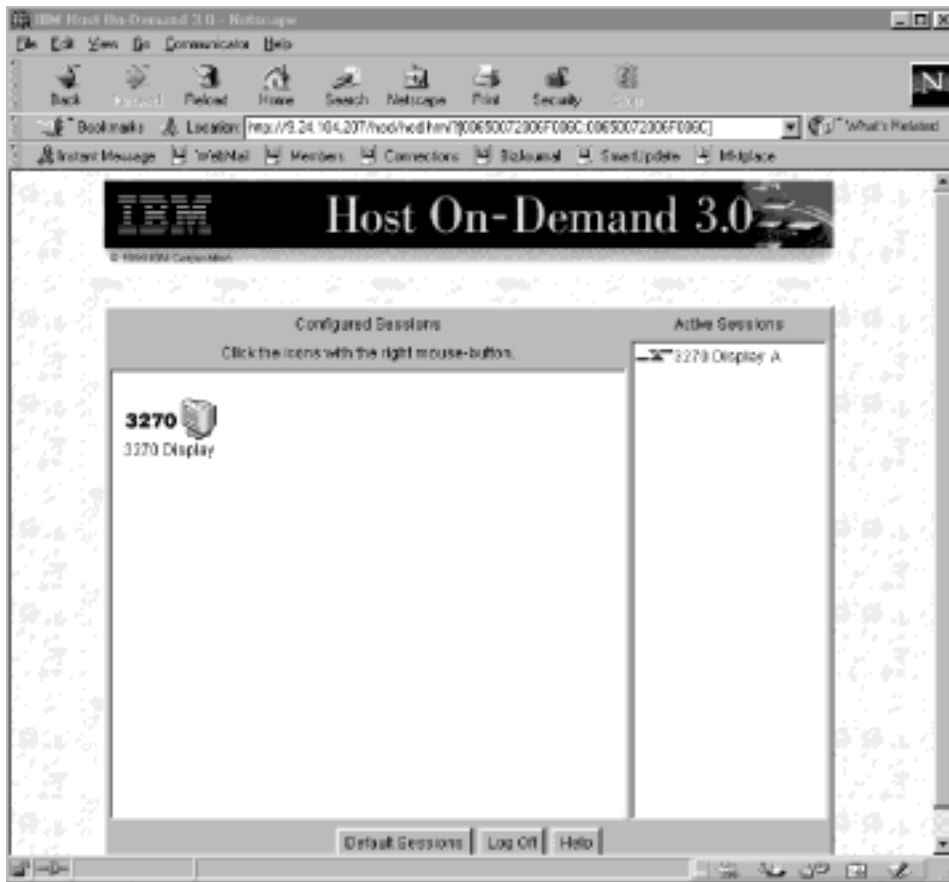 IBM Host On-Demand 3.0 - Netscape
File Edit View Go Communicator Help
Back Forward Reload Home Search Netscape Print Security Stop
N
Bookmarks Location: http://9.24.104.207/hod/hod.htm/?[00650072006F006C:00650072006F006C] What's Related
Instant Message WebMail Members Connections BizJournal SmartUpdate Mktplace
IBM Host On-Demand 3.0
Configured Sessions
Click the icons with the right mouse-button.
Active Sessions
3270 Display A
3270
3270 Display
Default Sessions Log Off Help